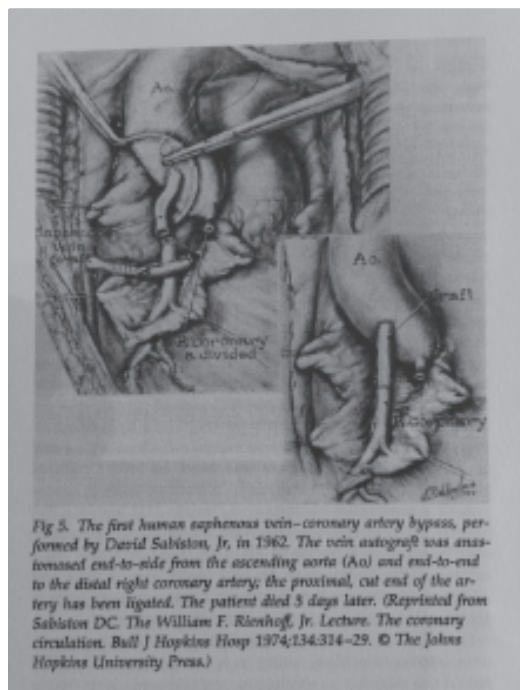 Ao.
Saphenous
vein
graft
R. coronary
a. divided
Ao.
Graft
R. Coronary
Fig 5. The first human saphenous vein–coronary artery bypass, per-
formed by David Sabiston, Jr, in 1962. The vein autograft was anas-
tomosed end-to-side from the ascending aorta (Ao) and end-to-end
to the distal right coronary artery; the proximal, cut end of the ar-
tery has been ligated. The patient died 3 days later. (Reprinted from
Sabiston DC. The William F. Rienhoff, Jr. Lecture. The coronary
circulation. Bull J Hopkins Hosp 1974;134:314–29. © The Johns
Hopkins University Press.)